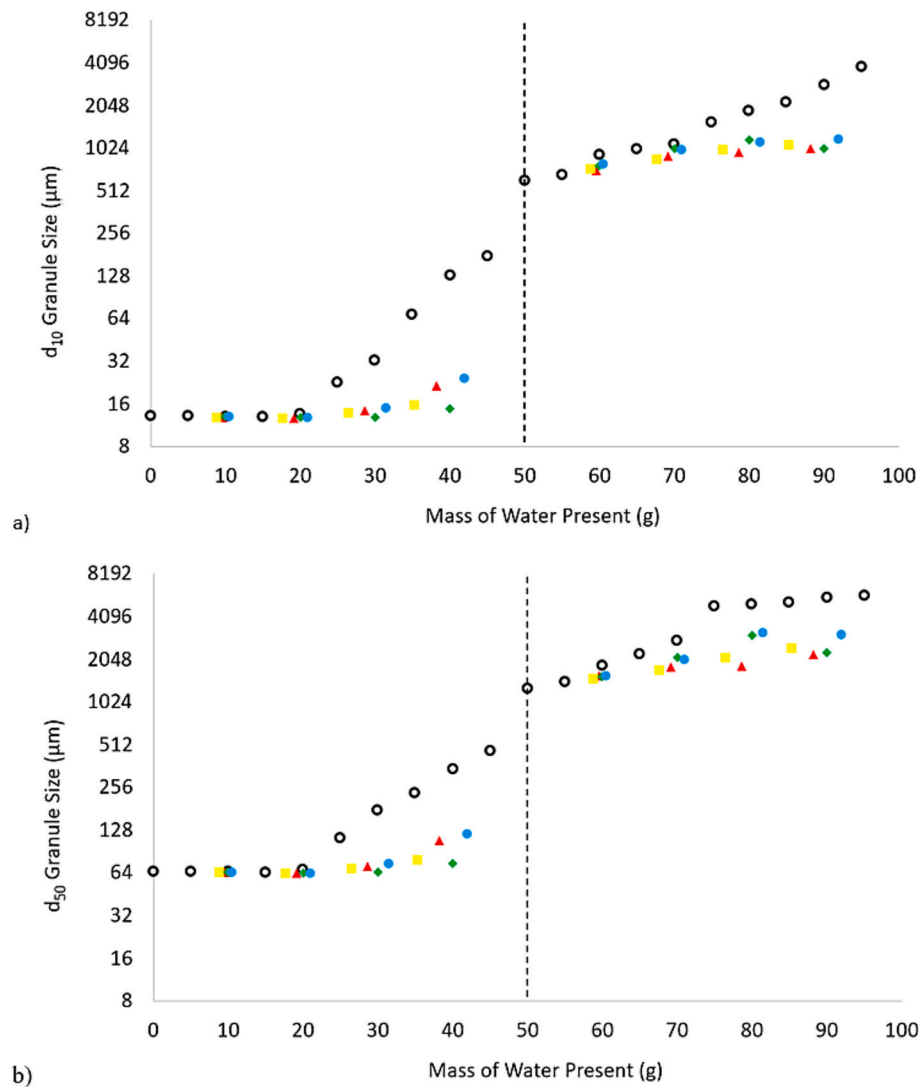 8192
4096
2048
1024
512
256
128
64
32
16
8
d10 Granule Size (μm)
0 10 20 30 40 50 60 70 80 90 100
Mass of Water Present (g)
a)
8192
4096
2048
1024
512
256
128
64
32
16
8
d50 Granule Size (μm)
0 10 20 30 40 50 60 70 80 90 100
Mass of Water Present (g)
b)